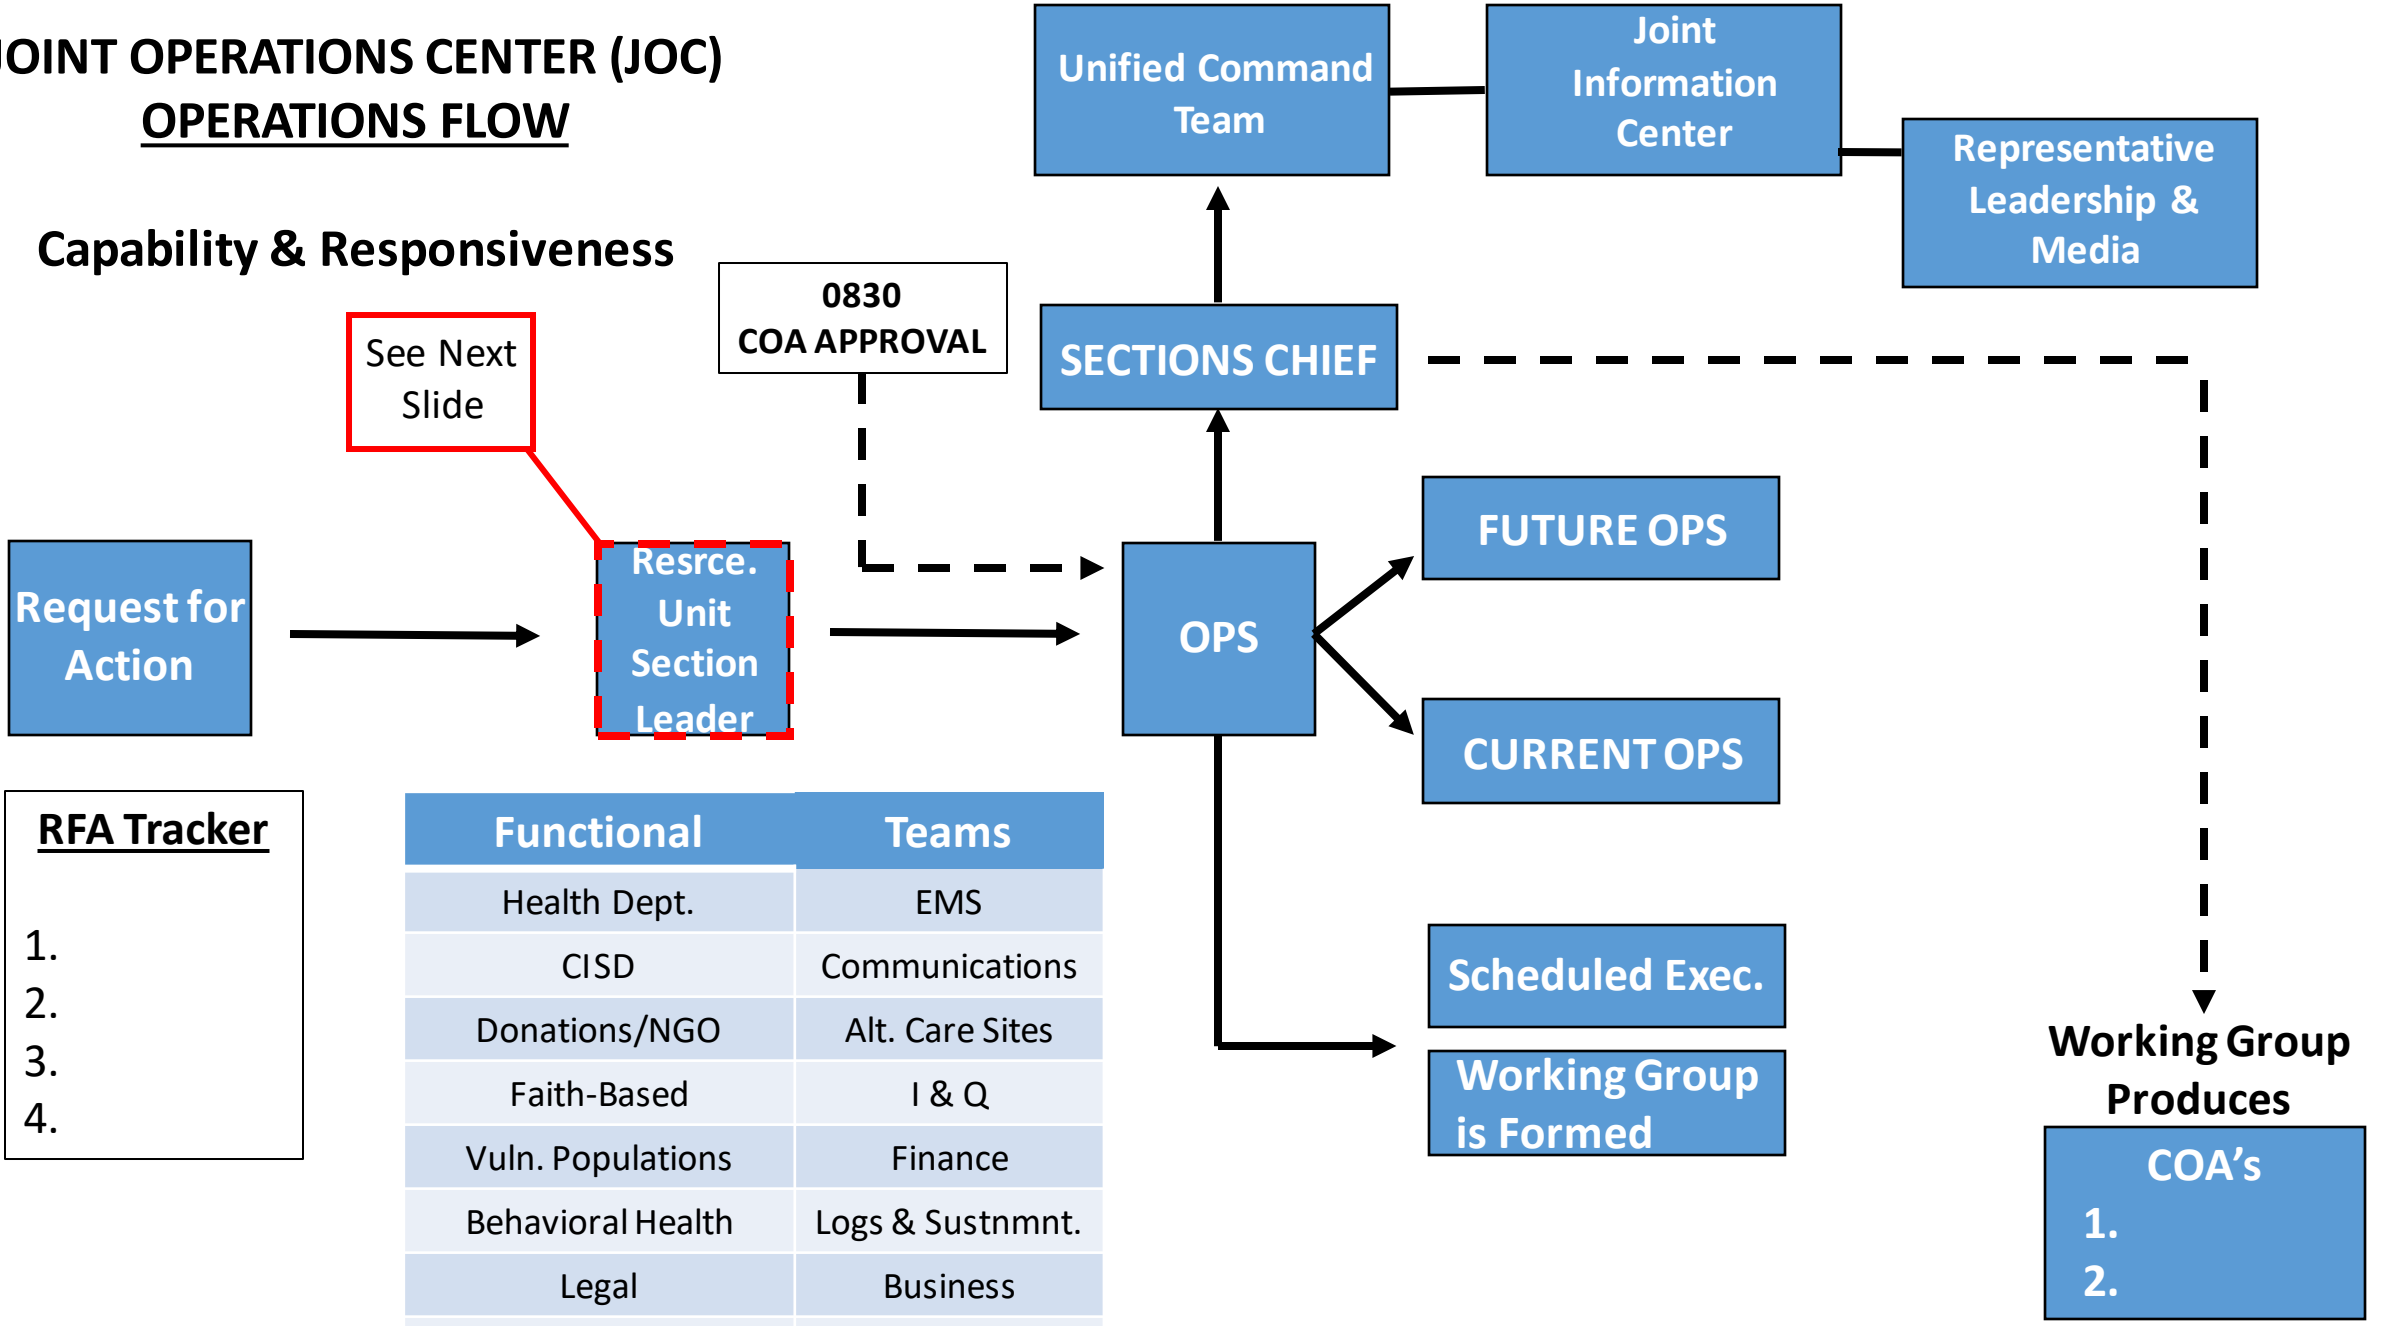 JOINT OPERATIONS CENTER (JOC)
OPERATIONS FLOW
Capability & Responsiveness
Unified Command
Team
Joint
Information
Center
Representative
Leadership &
Media
0830
COA APPROVAL
See Next
Slide
SECTIONS CHIEF
Request for
Action
Resrce.
Unit
Section
Leader
OPS
FUTURE OPS
CURRENT OPS
RFA Tracker
1.
2.
3.
4.
Functional Teams
Health Dept. EMS
CISD Communications
Donations/NGO Alt. Care Sites
Faith-Based I & Q
Vuln. Populations Finance
Behavioral Health Logs & Sustnmnt.
Legal Business
Scheduled Exec.
Working Group
is Formed
Working Group
Produces
COA's
1.
2.